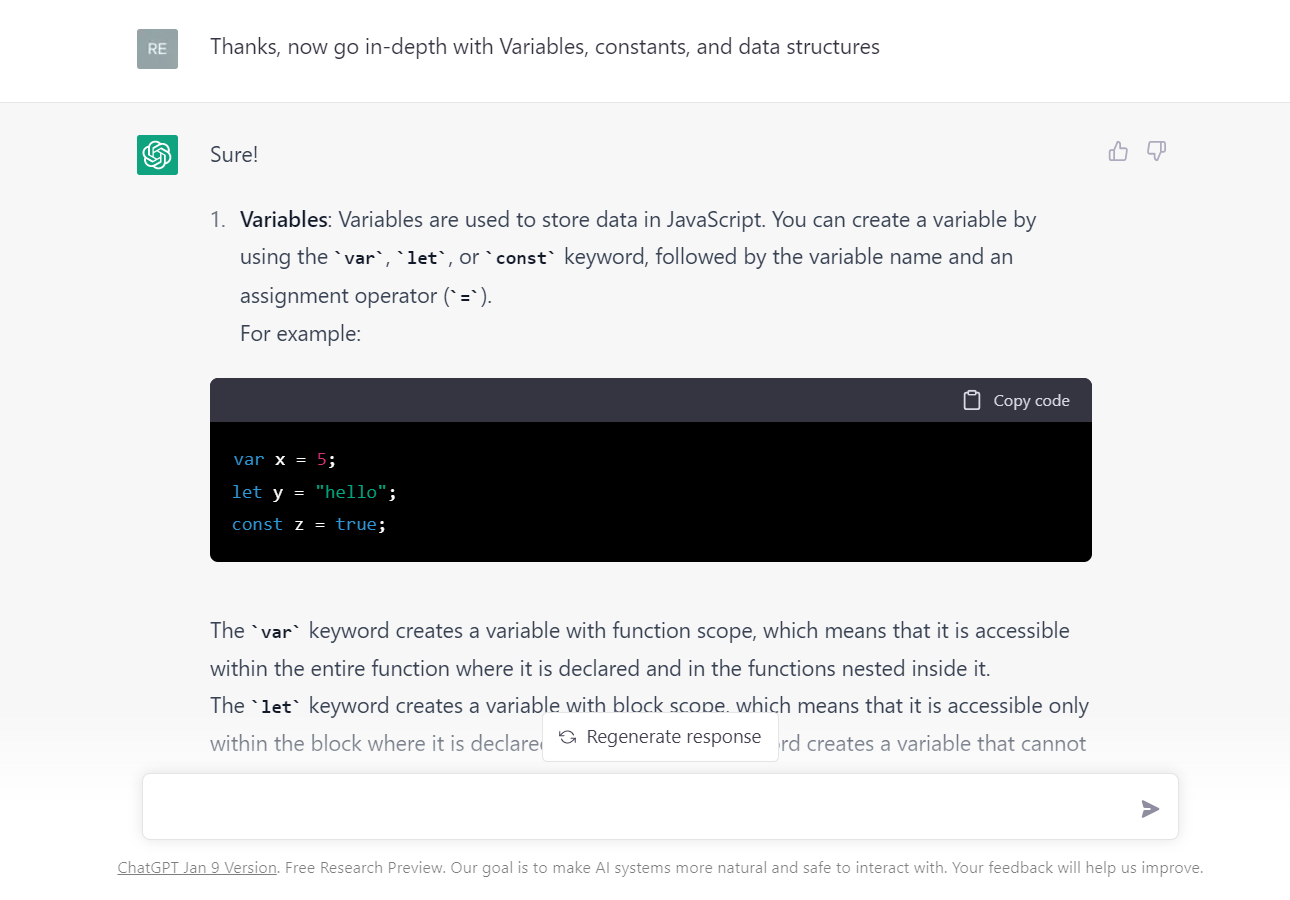 RE
Thanks, now go in-depth with Variables, constants, and data structures
Sure!
1. Variables: Variables are used to store data in JavaScript. You can create a variable by
using the `var`, `let`, or `const` keyword, followed by the variable name and an
assignment operator (`=`).
For example:
Copy code
var x = 5;
let y = "hello";
const z = true;
The `var` keyword creates a variable with function scope, which means that it is accessible
within the entire function where it is declared and in the functions nested inside it.
The `let` keyword creates a variable with block scope, which means that it is accessible only
within the block where it is declare rd creates a variable that cannot
Regenerate response
ChatGPT Jan 9 Version. Free Research Preview. Our goal is to make AI systems more natural and safe to interact with. Your feedback will help us improve.